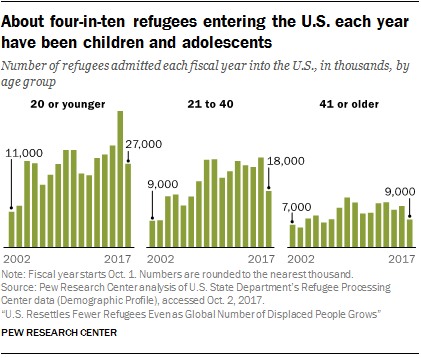 About four-in-ten refugees entering the U.S. each year
have been children and adolescents
Number of refugees admitted each fiscal year into the U.S., in thousands, by
age group
20 or younger
21 to 40
41 or older
11,000
27,000
9,000
18,000
7,000
9,000
2002
2017
2002
2017
2002
2017
Note: Fiscal year starts Oct. 1. Numbers are rounded to the nearest thousand.
Source: Pew Research Center analysis of U.S. State Department's Refugee Processing
Center data (Demographic Profile), accessed Oct. 2, 2017.
"U.S. Resettles Fewer Refugees Even as Global Number of Displaced People Grows"
PEW RESEARCH CENTER